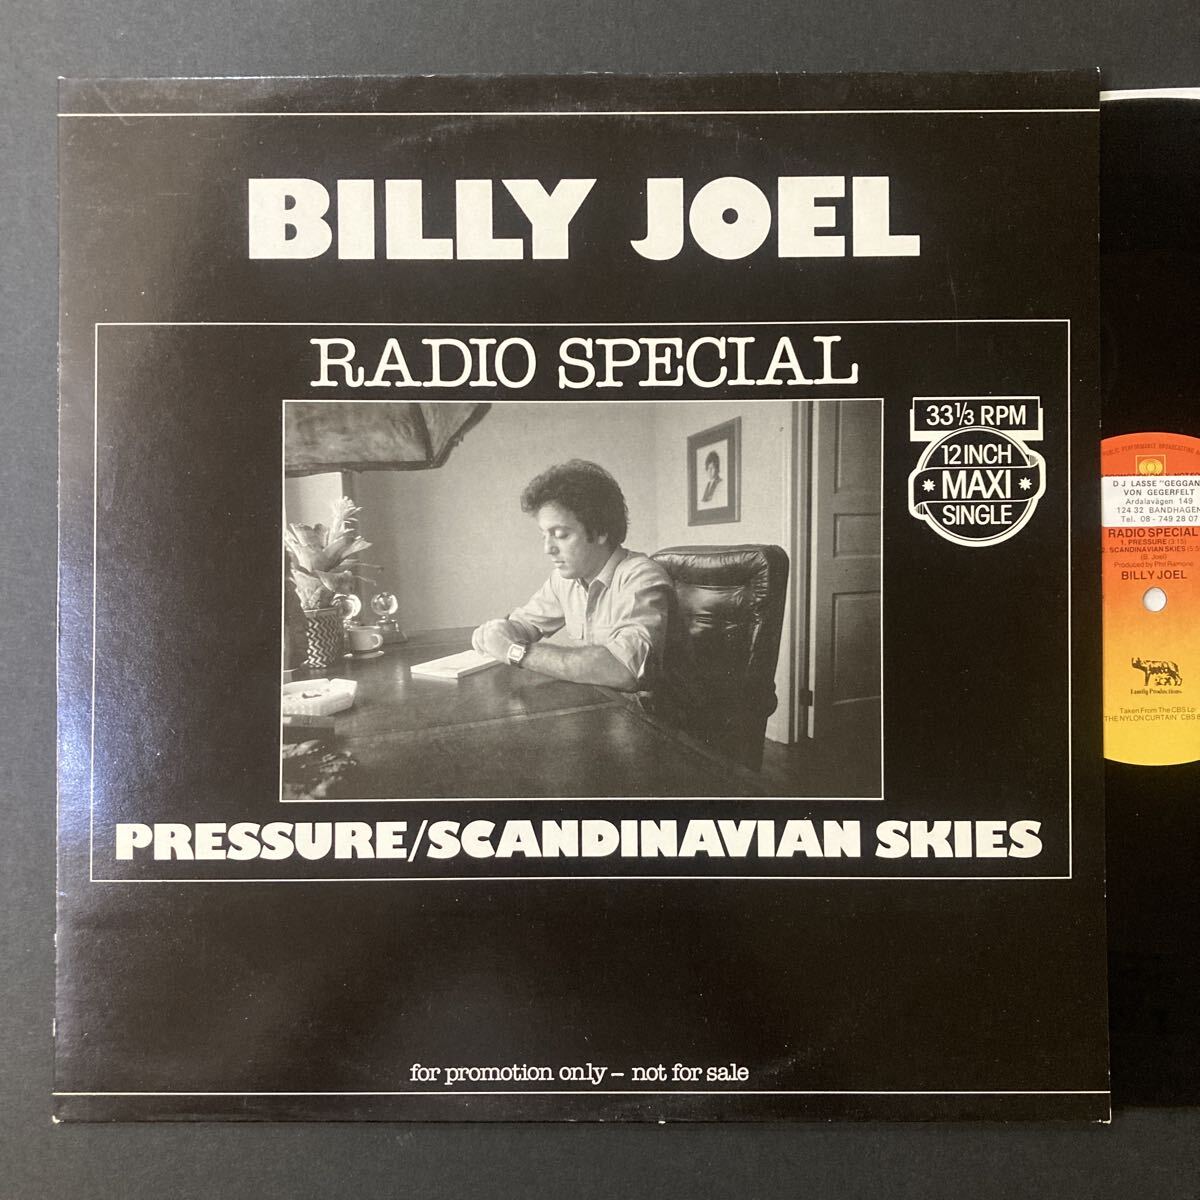 BILLY JOEL
RADIO SPECIAL
33⅓ RPM
12 INCH
MAXI
SINGLE
PRESSURE/SCANDINAVIAN SKIES
for promotion only – not for sale
PUBLIC PERFORMANCE BROADCASTING
D J LASSE "GEGGAN"
VON GEGERFELT
Ardalavägen 149
124 32 BANDHAGEN
Tel. 08 - 749 28 07
RADIO SPECIAL
1. PRESSURE (3:15)
2. SCANDINAVIAN SKIES
(B. Joel)
Produced by Phil Ramone
BILLY JOEL
Family Productions
Taken From The CBS Lp:
THE NYLON CURTAIN' CBS